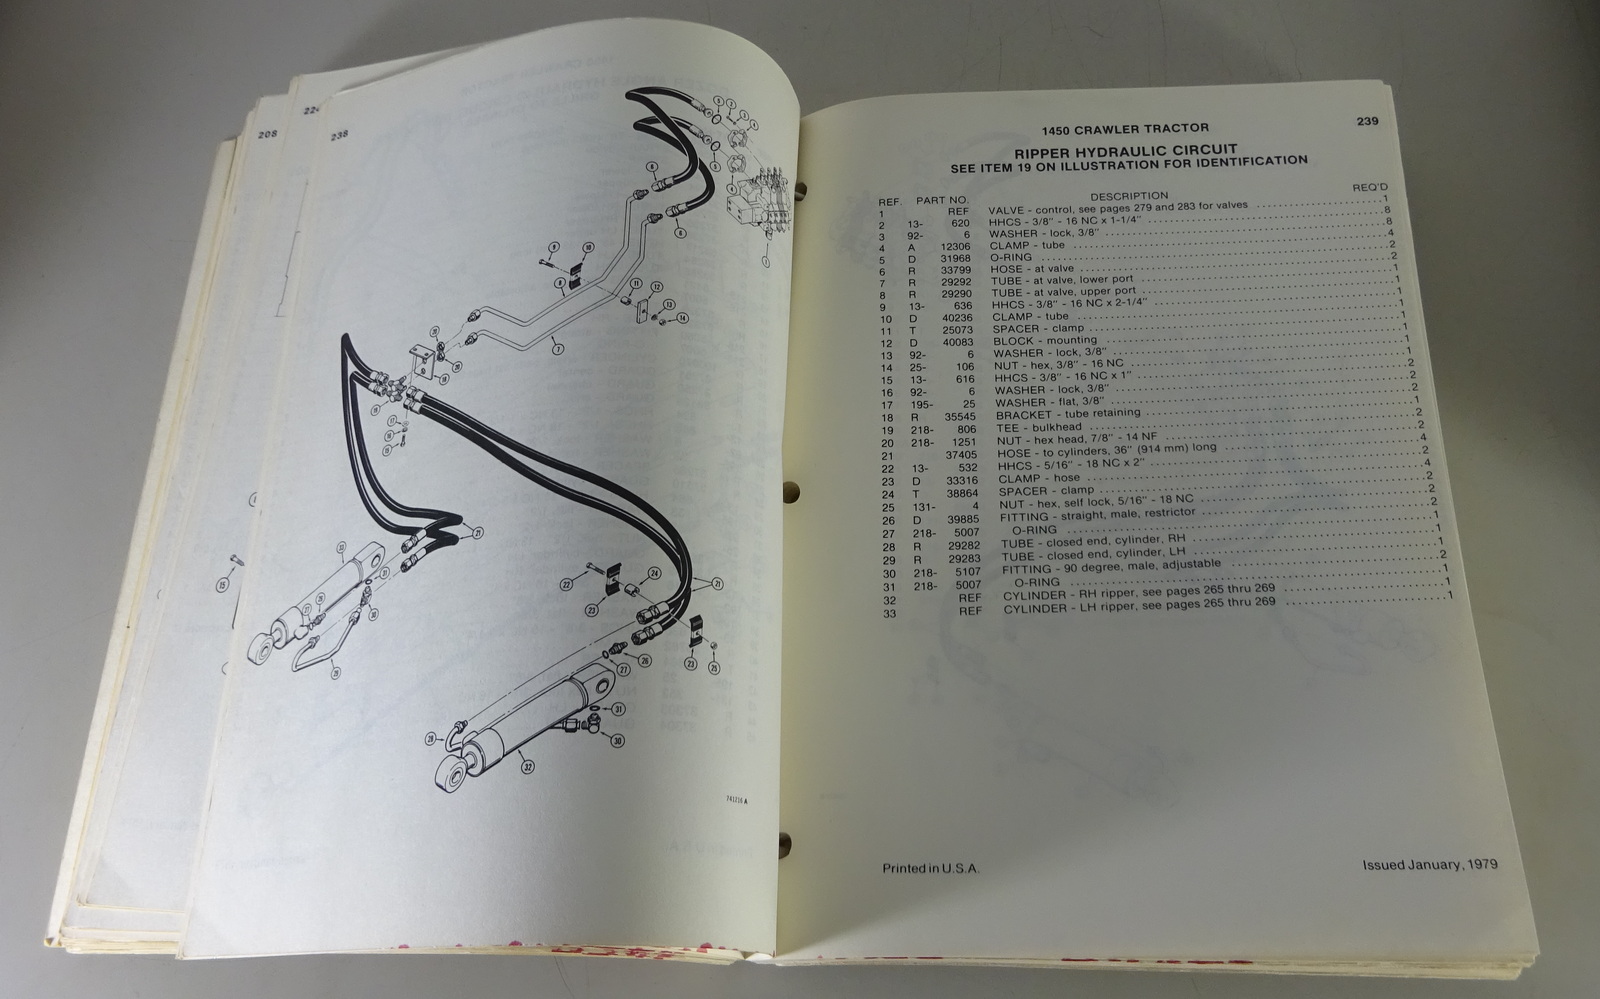 208
224
238
741216 A
239
1450 CRAWLER TRACTOR
RIPPER HYDRAULIC CIRCUIT
SEE ITEM 19 ON ILLUSTRATION FOR IDENTIFICATION
REF. PART NO. DESCRIPTION REQ'D
1 REF VALVE - control, see pages 279 and 283 for valves 1
2 13- 620 HHCS - 3/8" - 16 NC x 1-1/4" 8
3 92- 6 WASHER - lock, 3/8" 8
4 A 12306 CLAMP - tube 4
5 D 31968 O-RING 2
6 R 33799 HOSE - at valve 2
7 R 29292 TUBE - at valve, lower port 1
8 R 29290 TUBE - at valve, upper port 1
9 13- 636 HHCS - 3/8" - 16 NC x 2-1/4" 1
10 D 40236 CLAMP - tube 1
11 T 25073 SPACER - clamp 1
12 D 40083 BLOCK - mounting 1
13 92- 6 WASHER - lock, 3/8" 1
14 25- 106 NUT - hex, 3/8" - 16 NC 1
15 13- 616 HHCS - 3/8" - 16 NC x 1" 2
16 92- 6 WASHER - lock, 3/8" 2
17 195- 25 WASHER - flat, 3/8" 2
18 R 35545 BRACKET - tube retaining 1
19 218- 806 TEE - bulkhead 2
20 218- 1251 NUT - hex head, 7/8" - 14 NF 2
21 37405 HOSE - to cylinders, 36" (914 mm) long 4
22 13- 532 HHCS - 5/16" - 18 NC x 2" 2
23 D 33316 CLAMP - hose 4
24 T 38864 SPACER - clamp 2
25 131- 4 NUT - hex, self lock, 5/16" - 18 NC 2
26 D 39885 FITTING - straight, male, restrictor 2
27 218- 5007 O-RING 1
28 R 29282 TUBE - closed end, cylinder, RH 1
29 R 29283 TUBE - closed end, cylinder, LH 1
30 218- 5107 FITTING - 90 degree, male, adjustable 2
31 218- 5007 O-RING 1
32 REF CYLINDER - RH ripper, see pages 265 thru 269 1
33 REF CYLINDER - LH ripper, see pages 265 thru 269 1
Printed in U.S.A.
Issued January, 1979